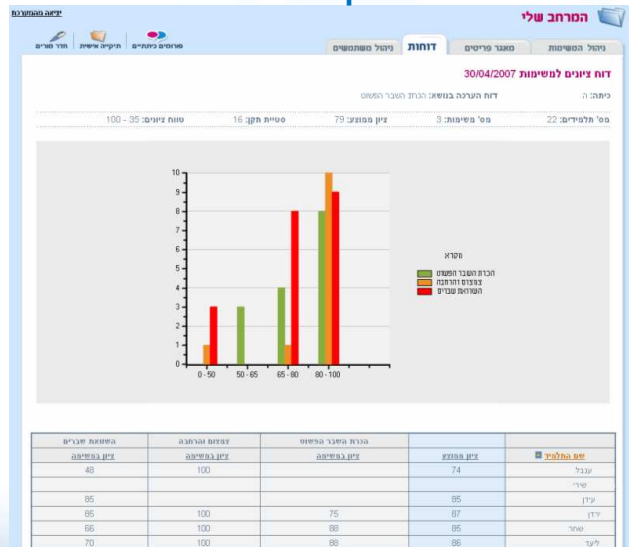 יציאה מהמערכת
המרחב שלי
פורומים כיתתיים תיקייה אישית חדר מורים
ניהול המשימות מאגר פריטים דוחות ניהול משתמשים
דוח ציונים למשימות 30/04/2007
כיתה: ה דוח הערכה בנושא: הכרת השבר הפשוט
מס' תלמידים: 22 מס' משימות: 3 ציון ממוצע: 79 סטיית תקן: 16 טווח ציונים: 35 - 100
10
9
8
7
6
5
4
3
2
1
0
0 - 50 50 - 65 65 - 80 80 - 100
מקרא
הכרת השבר הפשוט
צמצום והרחבה
השוואת שברים
הכרת השבר הפשוט צמצום והרחבה השוואת שברים
שם התלמיד ציון ממוצע ציון במשימה ציון במשימה ציון במשימה
ענבל 74 100 48
שירי
עידן 85 85
ירדן 87 75 100 85
שחר 85 88 100 66
ליעד 86 88 100 70